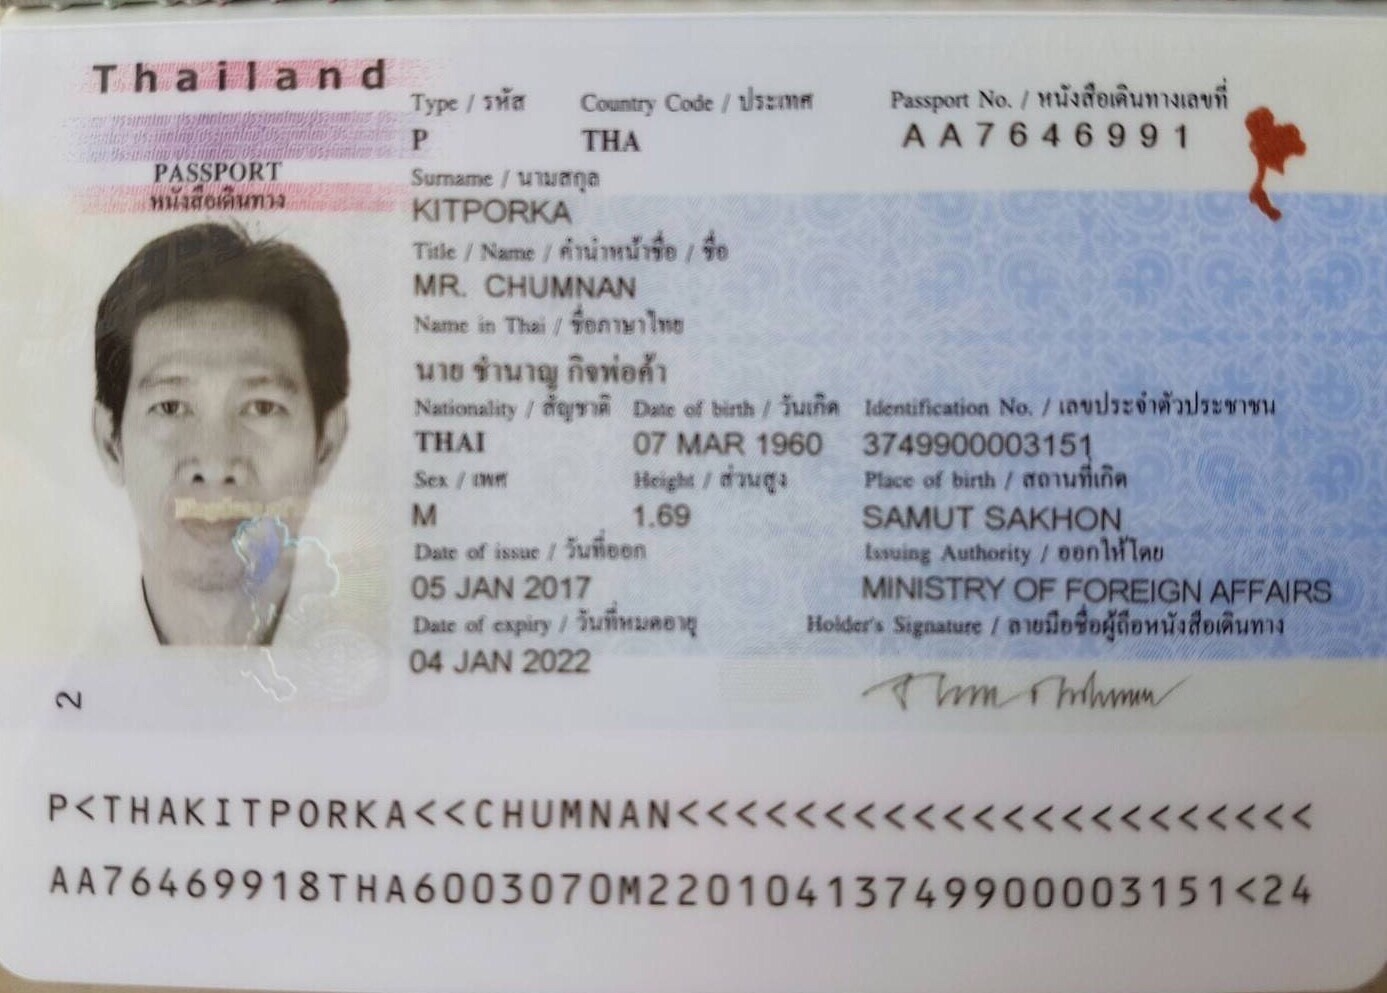 Thailand
PASSPORT
หนังสือเดินทาง
Type / รหัส
P
Country Code / ประเทศ
THA
Passport No. / หนังสือเดินทางเลขที่
AA7646991
Surname / นามสกุล
KITPORKA
Title / Name / คำนำหน้าชื่อ / ชื่อ
MR. CHUMNAN
Name in Thai / ชื่อภาษาไทย
นาย ชำนาญ กิจพ่อค้า
Nationality / สัญชาติ
THAI
Date of birth / วันเกิด
07 MAR 1960
Identification No. / เลขประจำตัวประชาชน
3749900003151
Sex / เพศ
M
Height / ส่วนสูง
1.69
Place of birth / สถานที่เกิด
SAMUT SAKHON
Date of issue / วันที่ออก
05 JAN 2017
Issuing Authority / ออกให้โดย
MINISTRY OF FOREIGN AFFAIRS
Date of expiry / วันที่หมดอายุ
04 JAN 2022
Holder's Signature / ลายมือชื่อผู้ถือหนังสือเดินทาง
2
P<THAKITPORKA<<CHUMNAN<<<<<<<<<<<<<<<<<<<<<<
AA76469918THA6003070M22010413749900003151<24